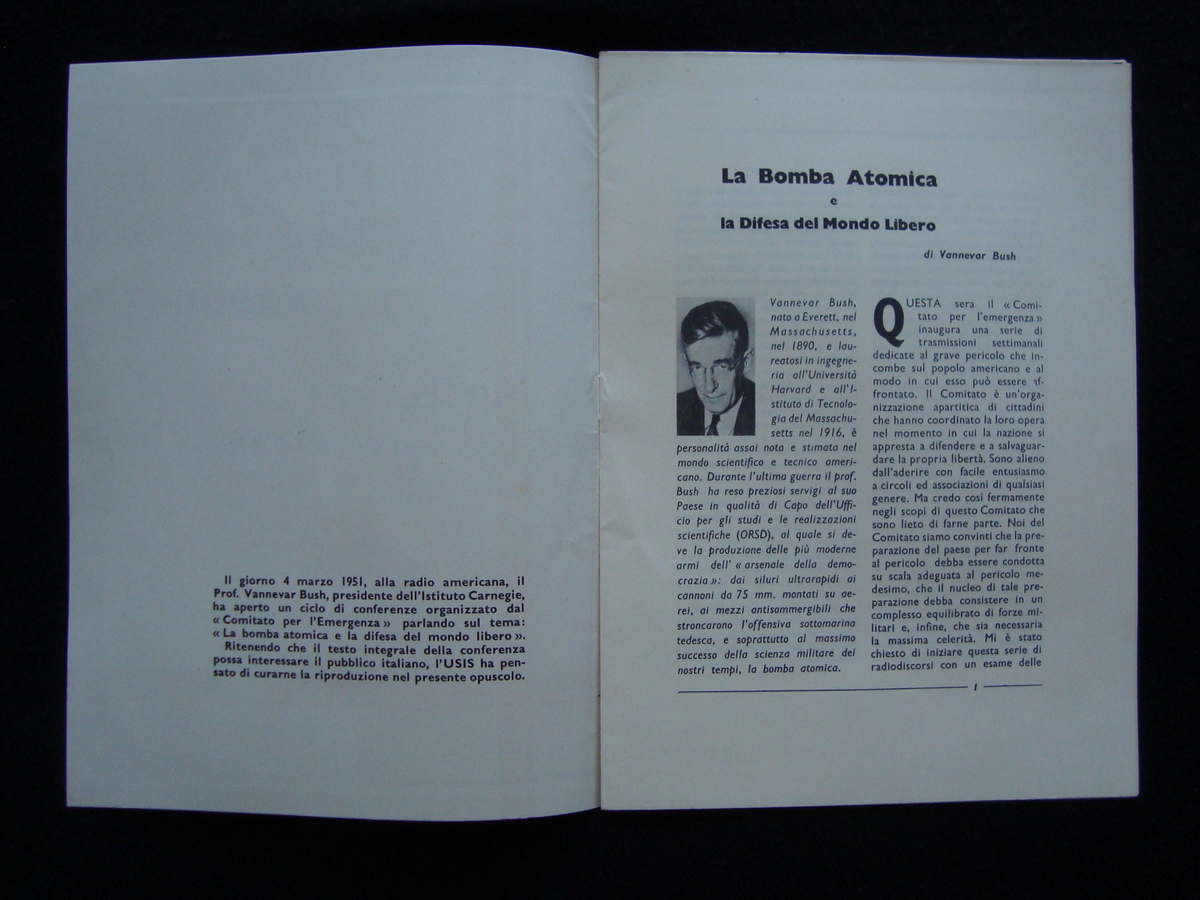 Il giorno 4 marzo 1951, alla radio americana, il
Prof. Vannevar Bush, presidente dell'Istituto Carnegie,
ha aperto un ciclo di conferenze organizzato dal
« Comitato per l'Emergenza » parlando sul tema:
« La bomba atomica e la difesa del mondo libero ».
Ritenendo che il testo integrale della conferenza
possa interessare il pubblico italiano, l'USIS ha pen-
sato di curarne la riproduzione nel presente opuscolo.
La Bomba Atomica
e
la Difesa del Mondo Libero
di Vannevar Bush
Vannevar Bush,
nato a Everett, nel
Massachusetts,
nel 1890, e lau-
reatosi in ingegne-
ria all'Università
Harvard e all'I-
stituto di Tecnolo-
gia del Massachu-
setts nel 1916, è
personalità assai nota e stimata nel
mondo scientifico e tecnico ameri-
cano. Durante l'ultima guerra il prof.
Bush ha reso preziosi servigi al suo
Paese in qualità di Capo dell'Uffi-
cio per gli studi e le realizzazioni
scientifiche (ORSD), al quale si de-
ve la produzione delle più moderne
armi dell' « arsenale della demo-
crazia »: dai siluri ultrarapidi ai
cannoni da 75 mm. montati su ae-
rei, ai mezzi antisommergibili che
stroncarono l'offensiva sottomarina
tedesca, e soprattutto al massimo
successo della scienza militare dei
nostri tempi, la bomba atomica.
QUESTA sera il « Comi-
tato per l'emergenza »
inaugura una serie di
trasmissioni settimanali
dedicate al grave pericolo che in-
combe sul popolo americano e al
modo in cui esso può essere af-
frontato. Il Comitato è un'orga-
nizzazione apartitica di cittadini
che hanno coordinato la loro opera
nel momento in cui la nazione si
appresta a difendere e a salvaguar-
dare la propria libertà. Sono alieno
dall'aderire con facile entusiasmo
a circoli ed associazioni di qualsiasi
genere. Ma credo così fermamente
negli scopi di questo Comitato che
sono lieto di farne parte. Noi del
Comitato siamo convinti che la pre-
parazione del paese per far fronte
al pericolo debba essere condotta
su scala adeguata al pericolo me-
desimo, che il nucleo di tale pre-
parazione debba consistere in un
complesso equilibrato di forze mi-
litari e, infine, che sia necessaria
la massima celerità. Mi è stato
chiesto di iniziare questa serie di
radiodiscorsi con un esame delle
1